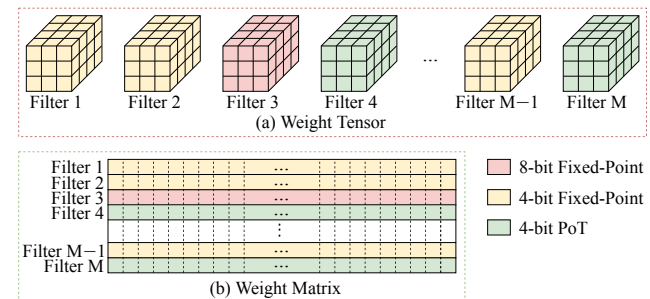 ...
Filter 1 Filter 2 Filter 3 Filter 4 Filter M−1 Filter M
(a) Weight Tensor
Filter 1 ...
Filter 2 ...
Filter 3 ...
Filter 4 ...
⋮
Filter M−1 ...
Filter M ...
(b) Weight Matrix
8-bit Fixed-Point
4-bit Fixed-Point
4-bit PoT